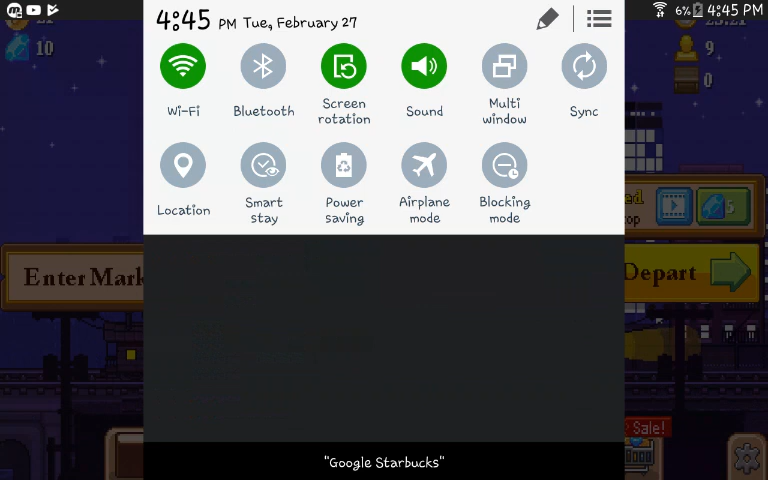 4:45 PM Tue, February 27
6% 4:45 PM
10
9
0
Wi-Fi
Bluetooth
Screen rotation
Sound
Multi window
Sync
Location
Smart stay
Power saving
Airplane mode
Blocking mode
5
Enter Mark
Depart
Sale!
"Google Starbucks"